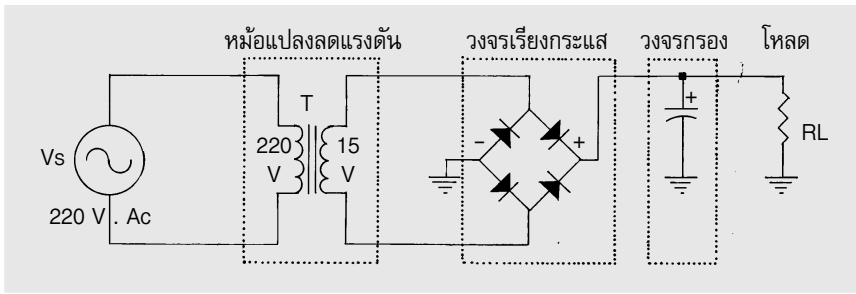 หม้อแปลงลดแรงดัน วงจรเรียงกระแส วงจรกรอง โหลด
T
220 V
15 V
Vs
220 V . Ac
- +
+
RL